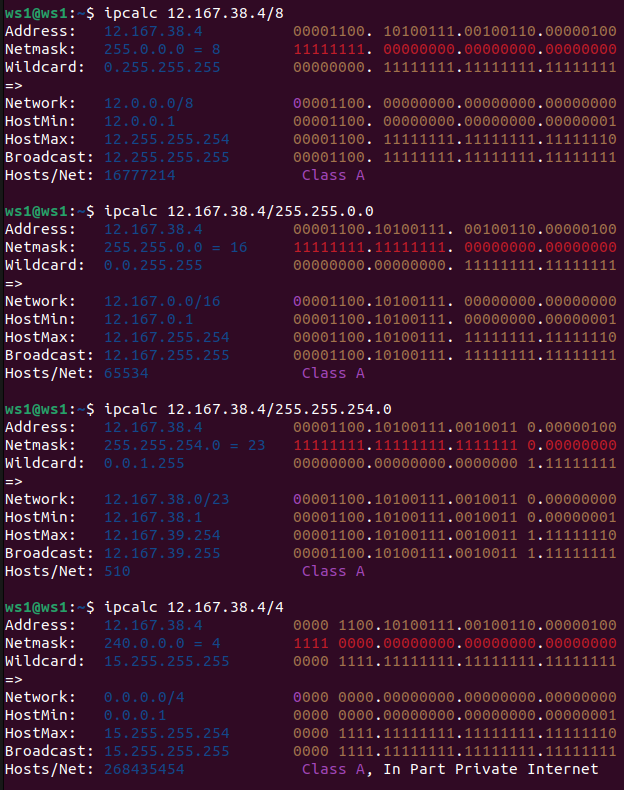 ws1@ws1:~$ ipcalc 12.167.38.4/8
Address:   12.167.38.4          00001100. 10100111.00100110.00000100
Netmask:   255.0.0.0 = 8        11111111. 00000000.00000000.00000000
Wildcard:  0.255.255.255        00000000. 11111111.11111111.11111111
=>
Network:   12.0.0.0/8           00001100. 00000000.00000000.00000000
HostMin:   12.0.0.1             00001100. 00000000.00000000.00000001
HostMax:   12.255.255.254       00001100. 11111111.11111111.11111110
Broadcast: 12.255.255.255       00001100. 11111111.11111111.11111111
Hosts/Net: 16777214              Class A
ws1@ws1:~$ ipcalc 12.167.38.4/255.255.0.0
Address:   12.167.38.4          00001100.10100111. 00100110.00000100
Netmask:   255.255.0.0 = 16     11111111.11111111. 00000000.00000000
Wildcard:  0.0.255.255          00000000.00000000. 11111111.11111111
=>
Network:   12.167.0.0/16        00001100.10100111. 00000000.00000000
HostMin:   12.167.0.1           00001100.10100111. 00000000.00000001
HostMax:   12.167.255.254       00001100.10100111. 11111111.11111110
Broadcast: 12.167.255.255       00001100.10100111. 11111111.11111111
Hosts/Net: 65534                 Class A
ws1@ws1:~$ ipcalc 12.167.38.4/255.255.254.0
Address:   12.167.38.4          00001100.10100111.0010011 0.00000100
Netmask:   255.255.254.0 = 23   11111111.11111111.1111111 0.00000000
Wildcard:  0.0.1.255            00000000.00000000.0000000 1.11111111
=>
Network:   12.167.38.0/23       00001100.10100111.0010011 0.00000000
HostMin:   12.167.38.1          00001100.10100111.0010011 0.00000001
HostMax:   12.167.39.254        00001100.10100111.0010011 1.11111110
Broadcast: 12.167.39.255        00001100.10100111.0010011 1.11111111
Hosts/Net: 510                   Class A
ws1@ws1:~$ ipcalc 12.167.38.4/4
Address:   12.167.38.4          0000 1100.10100111.00100110.00000100
Netmask:   240.0.0.0 = 4        1111 0000.00000000.00000000.00000000
Wildcard:  15.255.255.255       0000 1111.11111111.11111111.11111111
=>
Network:   0.0.0.0/4            0000 0000.00000000.00000000.00000000
HostMin:   0.0.0.1              0000 0000.00000000.00000000.00000001
HostMax:   15.255.255.254       0000 1111.11111111.11111111.11111110
Broadcast: 15.255.255.255       0000 1111.11111111.11111111.11111111
Hosts/Net: 268435454             Class A, In Part Private Internet